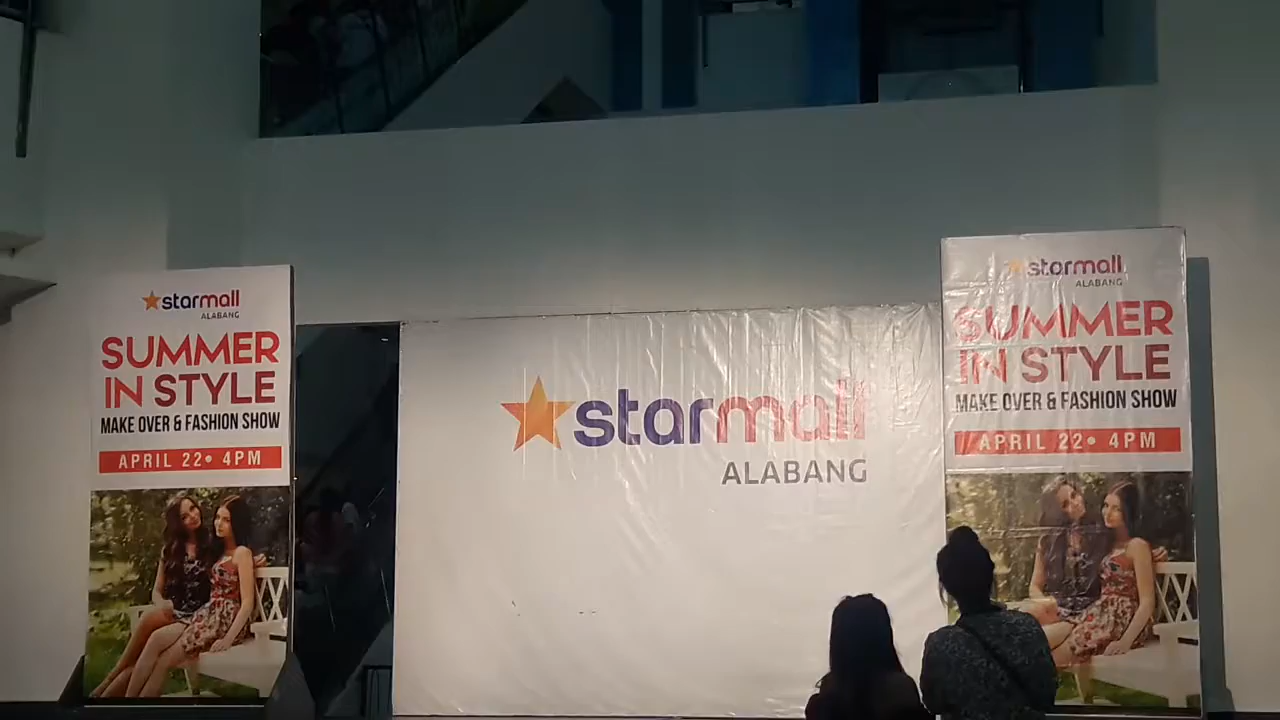 starmall
ALABANG
SUMMER
IN STYLE
MAKE OVER & FASHION SHOW
APRIL 22• 4PM
starmall
ALABANG
starmall
ALABANG
SUMMER
IN STYLE
MAKE OVER & FASHION SHOW
APRIL 22• 4PM